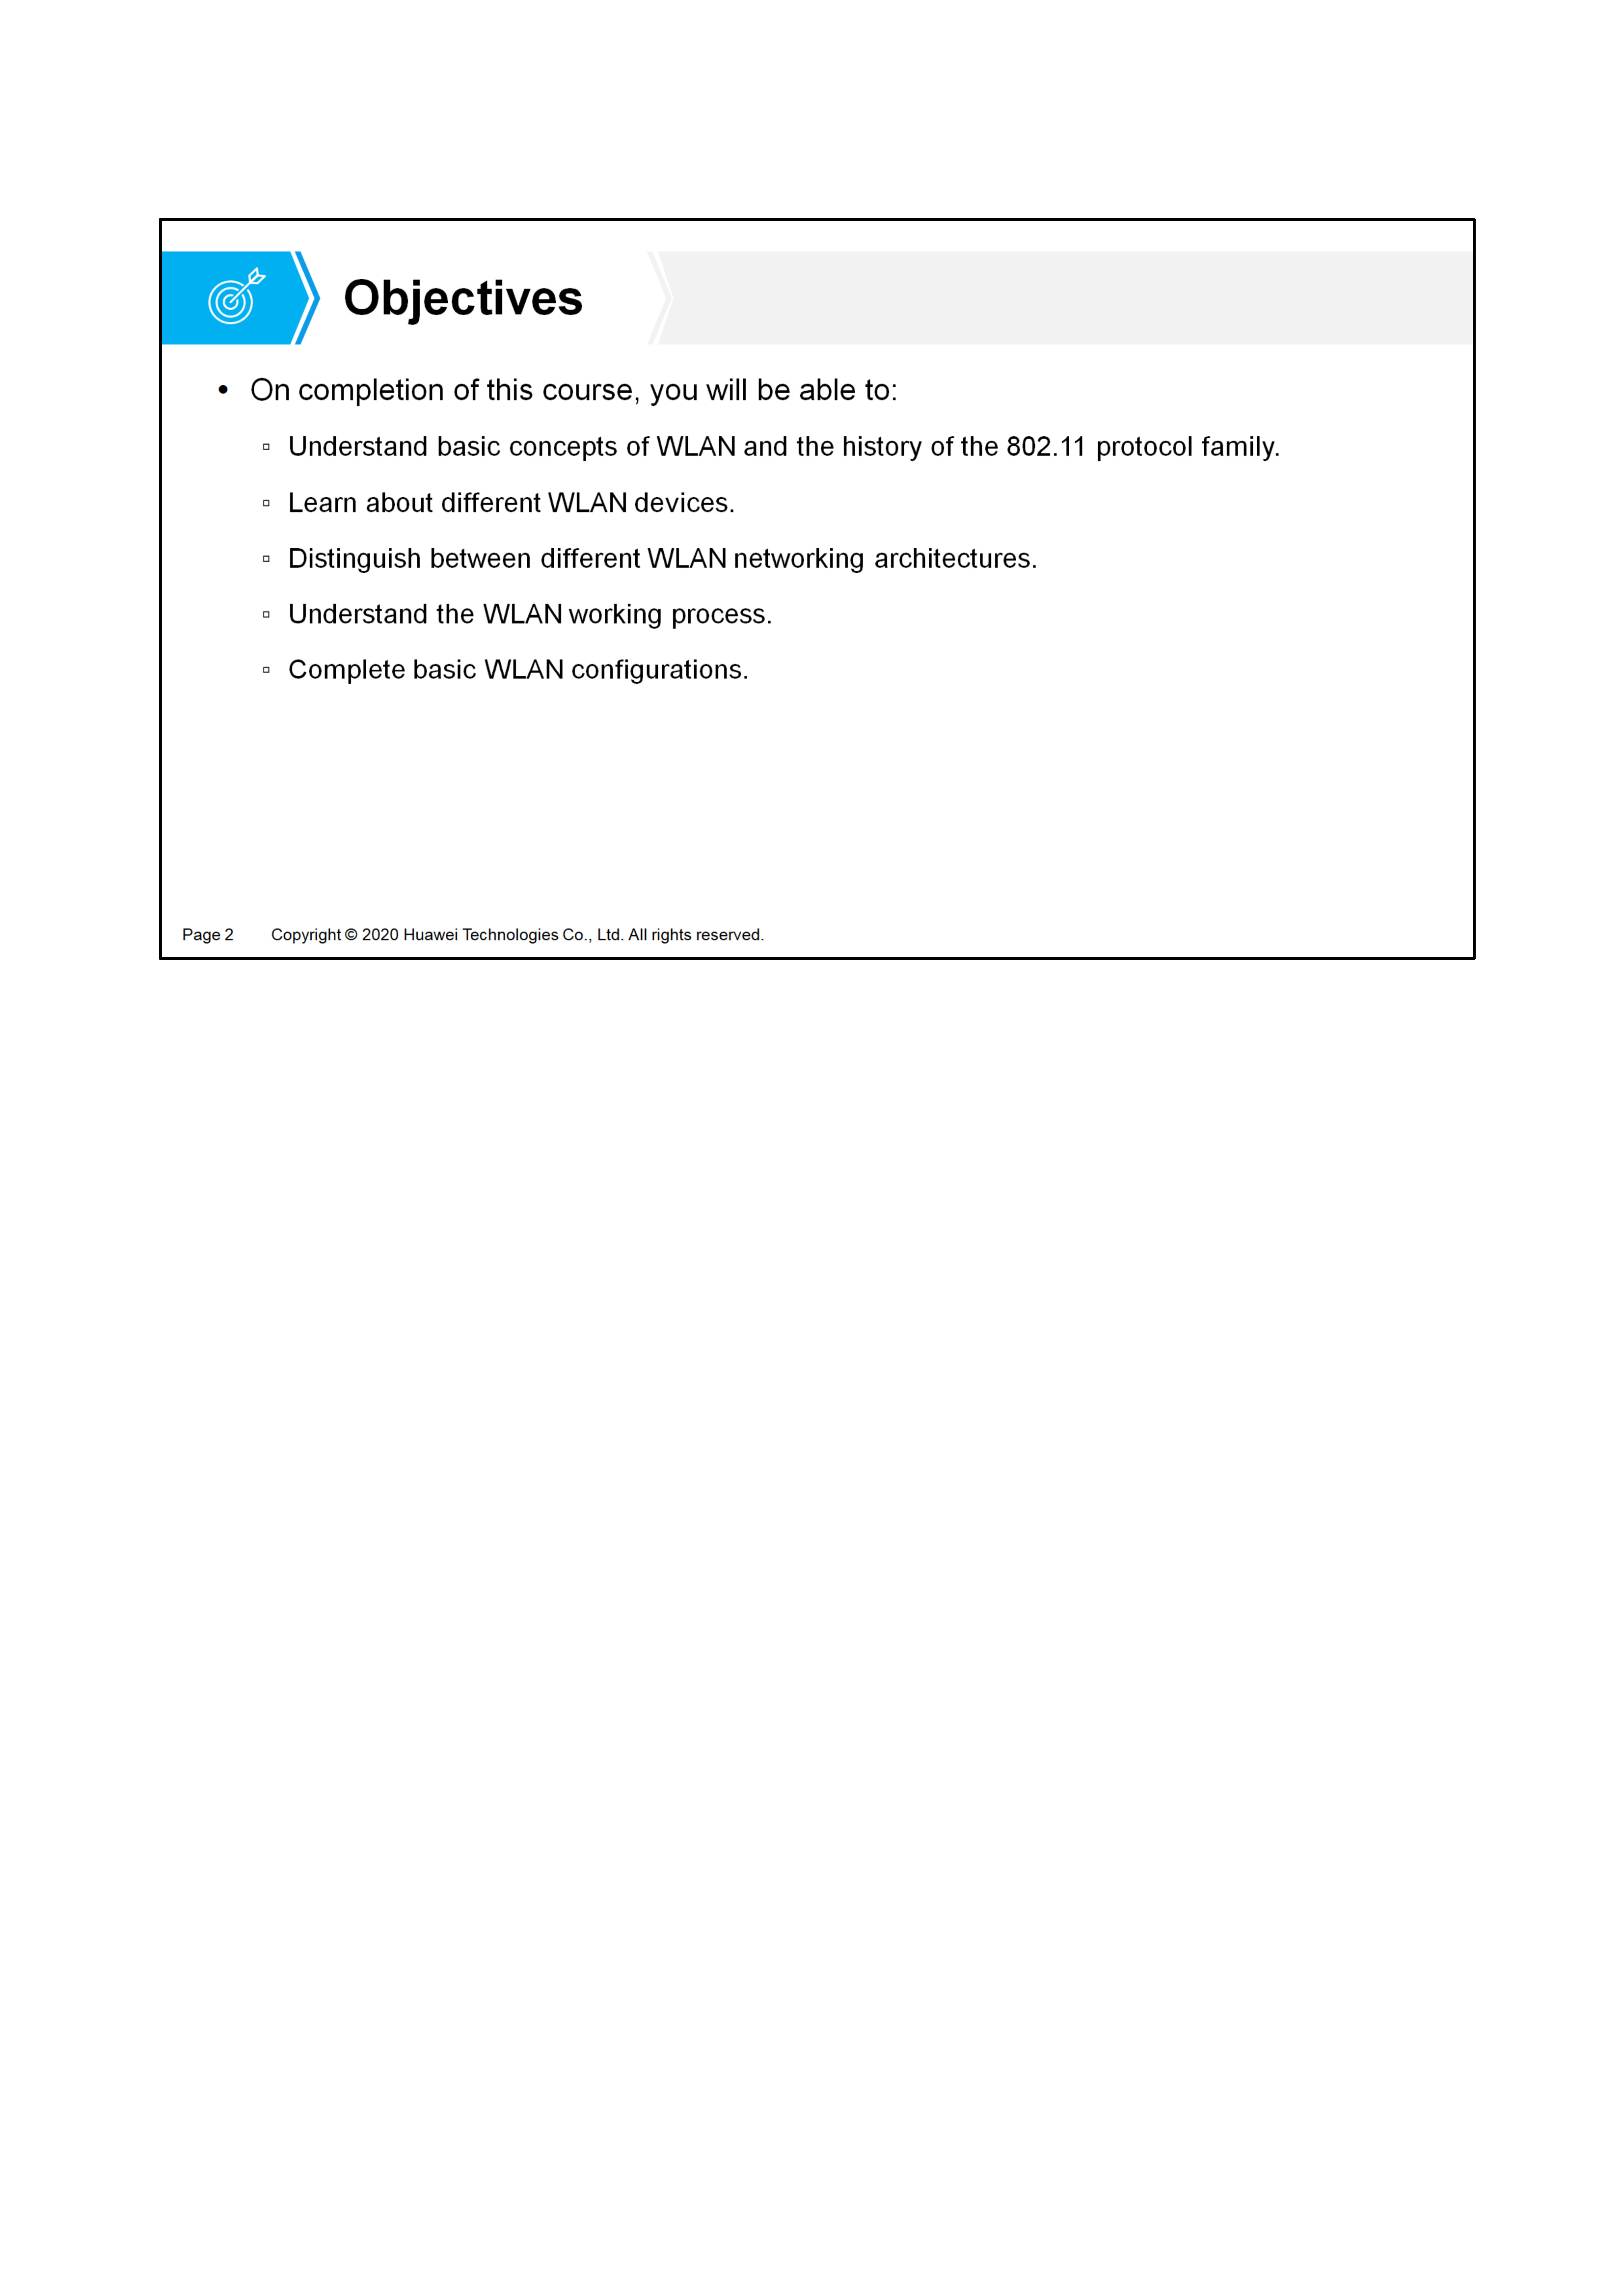 Objectives
• On completion of this course, you will be able to:
▫ Understand basic concepts of WLAN and the history of the 802.11 protocol family.
▫ Learn about different WLAN devices.
▫ Distinguish between different WLAN networking architectures.
▫ Understand the WLAN working process.
▫ Complete basic WLAN configurations.
Page 2 Copyright © 2020 Huawei Technologies Co., Ltd. All rights reserved.